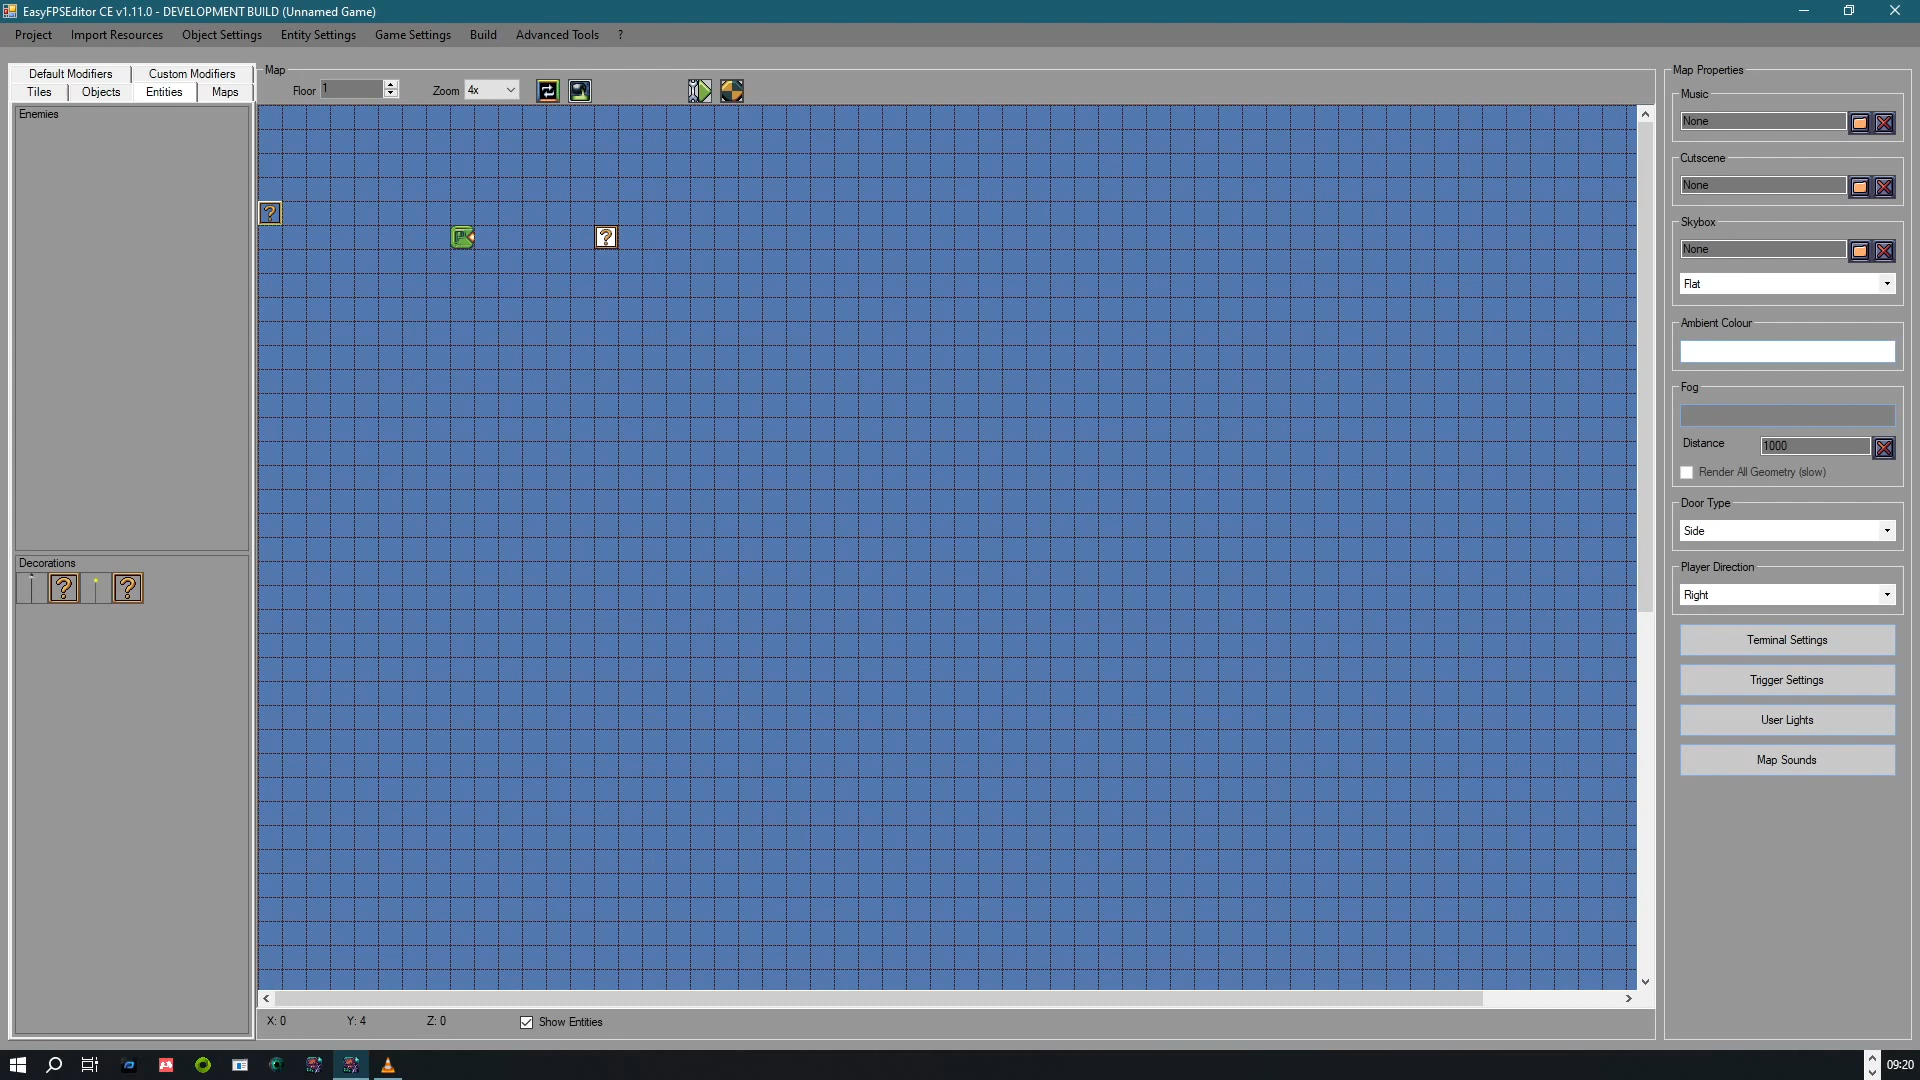 EasyFPSEditor CE v1.11.0 - DEVELOPMENT BUILD (Unnamed Game)
Project Import Resources Object Settings Entity Settings Game Settings Build Advanced Tools ?
Default Modifiers Custom Modifiers
Tiles Objects Entities Maps
Enemies
Decorations
? ?
Map
Floor 1 Zoom 4x
?
?
X: 0 Y: 4 Z: 0 Show Entities
Map Properties
Music
None
Cutscene
None
Skybox
None
Flat
Ambient Colour
Fog
Distance 1000
Render All Geometry (slow)
Door Type
Side
Player Direction
Right
Terminal Settings
Trigger Settings
User Lights
Map Sounds
09:20